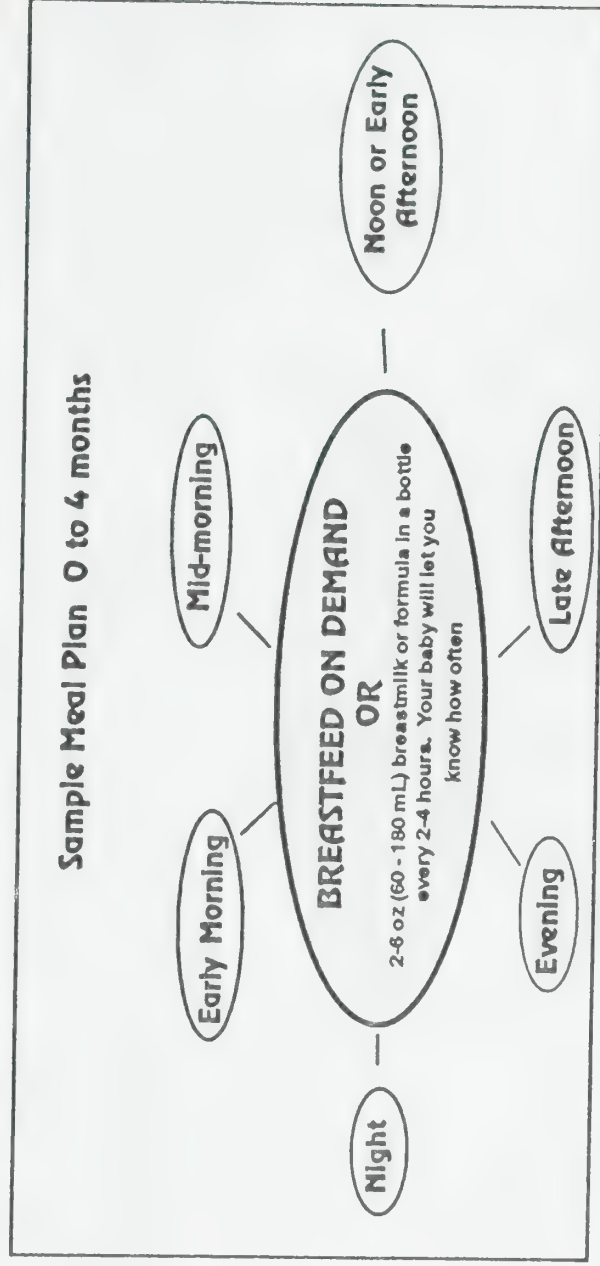 Sample Meal Plan 0 to 4 months
Early Morning
Mid-morning
Noon or Early
Afternoon
BREASTFEED ON DEMAND
OR
2-6 oz (60 - 180 mL) breastmilk or formula in a bottle
every 2-4 hours. Your baby will let you
know how often
Night
Evening
Late Afternoon